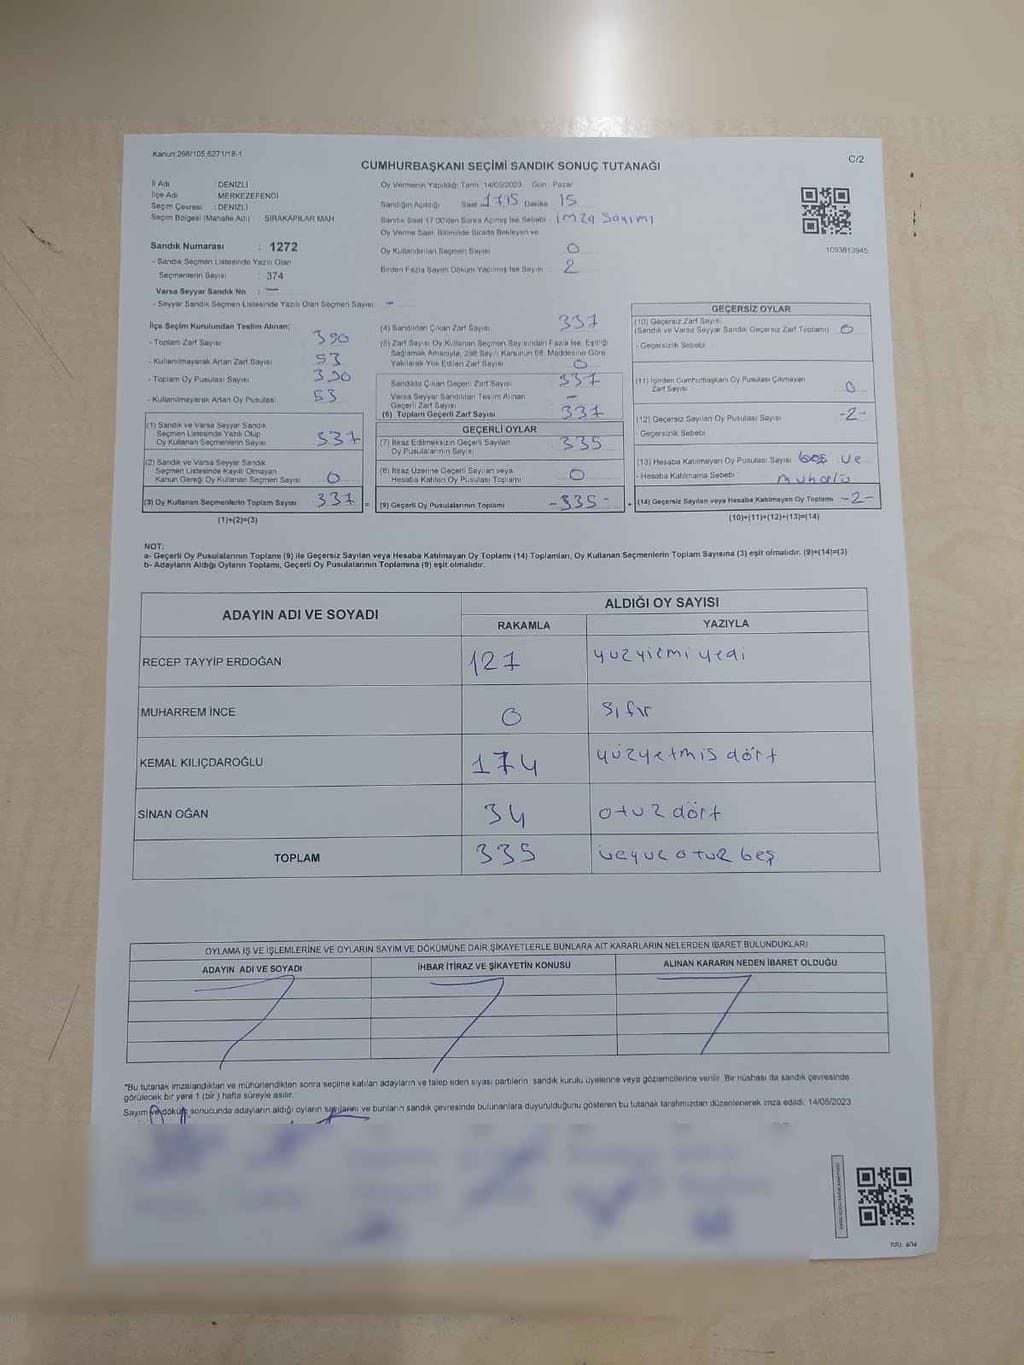 Kanun:298/105,6271/18-1
CUMHURBAŞKANI SEÇİMİ SANDIK SONUÇ TUTANAĞI
C/2
İl Adı : DENİZLİ
İlçe Adı : MERKEZEFENDİ
Seçim Çevresi : DENİZLİ
Seçim Bölgesi (Mahalle Adı) SIRAKAPILAR MAH
Sandık Numarası : 1272
- Sandık Seçmen Listesinde Yazılı Olan
Seçmenlerin Sayısı : 374
Varsa Seyyar Sandık No : -
- Seyyar Sandık Seçmen Listesinde Yazılı Olan Seçmen Sayısı: -
Oy Vermenin Yapıldığı Tarih: 14/05/2023 Gün: Pazar
Sandığın Açıldığı Saat 1715 Dakika 15
Sandık Saat 17.00'den Sonra Açılmış İse Sebebi imza sayımı
Oy Verme Saati Bitiminde Sırada Bekleyen ve
Oy Kullandırılan Seçmen Sayısı 0
Birden Fazla Sayım Döküm Yapılmış İse Sayısı 2
1093813945
İlçe Seçim Kurulundan Teslim Alınan;
- Toplam Zarf Sayısı 390
- Kullanılmayarak Artan Zarf Sayısı 53
- Toplam Oy Pusulası Sayısı 390
- Kullanılmayarak Artan Oy Pusulası 53
(1) Sandık ve Varsa Seyyar Sandık
Seçmen Listesinde Yazılı Olup
Oy Kullanan Seçmenlerin Sayısı 337
(2) Sandık ve Varsa Seyyar Sandık
Seçmen Listesinde Kayıtlı Olmayan
Kanun Gereği Oy Kullanan Seçmen Sayısı 0
(3) Oy Kullanan Seçmenlerin Toplam Sayısı 337
(1)+(2)=(3)
(4) Sandıktan Çıkan Zarf Sayısı 337
(5) Zarf Sayısı Oy Kullanan Seçmen Sayısından Fazla İse, Eşitliği
Sağlamak Amacıyla, 298 Sayılı Kanunun 98. Maddesine Göre
Yakılarak Yok Edilen Zarf Sayısı 0
Sandıkta Çıkan Geçerli Zarf Sayısı 337
Varsa Seyyar Sandıktan Teslim Alınan
Geçerli Zarf Sayısı -
(6) Toplam Geçerli Zarf Sayısı 337
GEÇERLİ OYLAR
(7) İtiraz Edilmeksizin Geçerli Sayılan
Oy Pusulalarının Sayısı 335
(8) İtiraz Üzerine Geçerli Sayılan veya
Hesaba Katılan Oy Pusulası Toplamı 0
= (9) Geçerli Oy Pusulalarının Toplamı -335-
GEÇERSİZ OYLAR
(10) Geçersiz Zarf Sayısı
(Sandık ve Varsa Seyyar Sandık Geçersiz Zarf Toplamı) 0
- Geçersizlik Sebebi
(11) İçinden Cumhurbaşkanı Oy Pusulası Çıkmayan
Zarf Sayısı 0
(12) Geçersiz Sayılan Oy Pusulası Sayısı -2-
- Geçersizlik Sebebi
(13) Hesaba Katılmayan Oy Pusulası Sayısı boş ve
- Hesaba Katılmama Sebebi
+ (14) Geçersiz Sayılan veya Hesaba Katılmayan Oy Toplamı -2-
(10)+(11)+(12)+(13)=(14)
NOT:
a- Geçerli Oy Pusulalarının Toplamı (9) ile Geçersiz Sayılan veya Hesaba Katılmayan Oy Toplamı (14) Toplamları, Oy Kullanan Seçmenlerin Toplam Sayısına (3) eşit olmalıdır. (9)+(14)=(3)
b- Adayların Aldığı Oyların Toplamı, Geçerli Oy Pusulalarının Toplamına (9) eşit olmalıdır.
ADAYIN ADI VE SOYADI
ALDIĞI OY SAYISI
RAKAMLA YAZIYLA
RECEP TAYYİP ERDOĞAN 127 yüzyirmi yedi
MUHARREM İNCE 0 sıfır
KEMAL KILIÇDAROĞLU 174 yüzyetmis dört
SİNAN OĞAN 34 otuz dört
TOPLAM 335 üçyüz otuz beş
OYLAMA İŞ VE İŞLEMLERİNE VE OYLARIN SAYIM VE DÖKÜMÜNE DAİR ŞİKAYETLERLE BUNLARA AİT KARARLARIN NELERDEN İBARET BULUNDUKLARI
ADAYIN ADI VE SOYADI İHBAR İTİRAZ VE ŞİKAYETİN KONUSU ALINAN KARARIN NEDEN İBARET OLDUĞU
*Bu tutanak imzalandıktan ve mühürlendikten sonra seçime katılan adayların ve talep eden siyasi partilerin, sandık kurulu üyelerine veya gözlemcilerine verilir. Bir nüshası da sandık çevresinde
görülecek bir yere 1 (bir) hafta süreyle asılır.
Sayım ve döküm sonucunda adayların aldığı oyların sayılarını ve bunların sandık çevresinde bulunanlara duyurulduğunu gösteren bu tutanak tarafımızdan düzenlenerek imza edildi. 14/05/2023